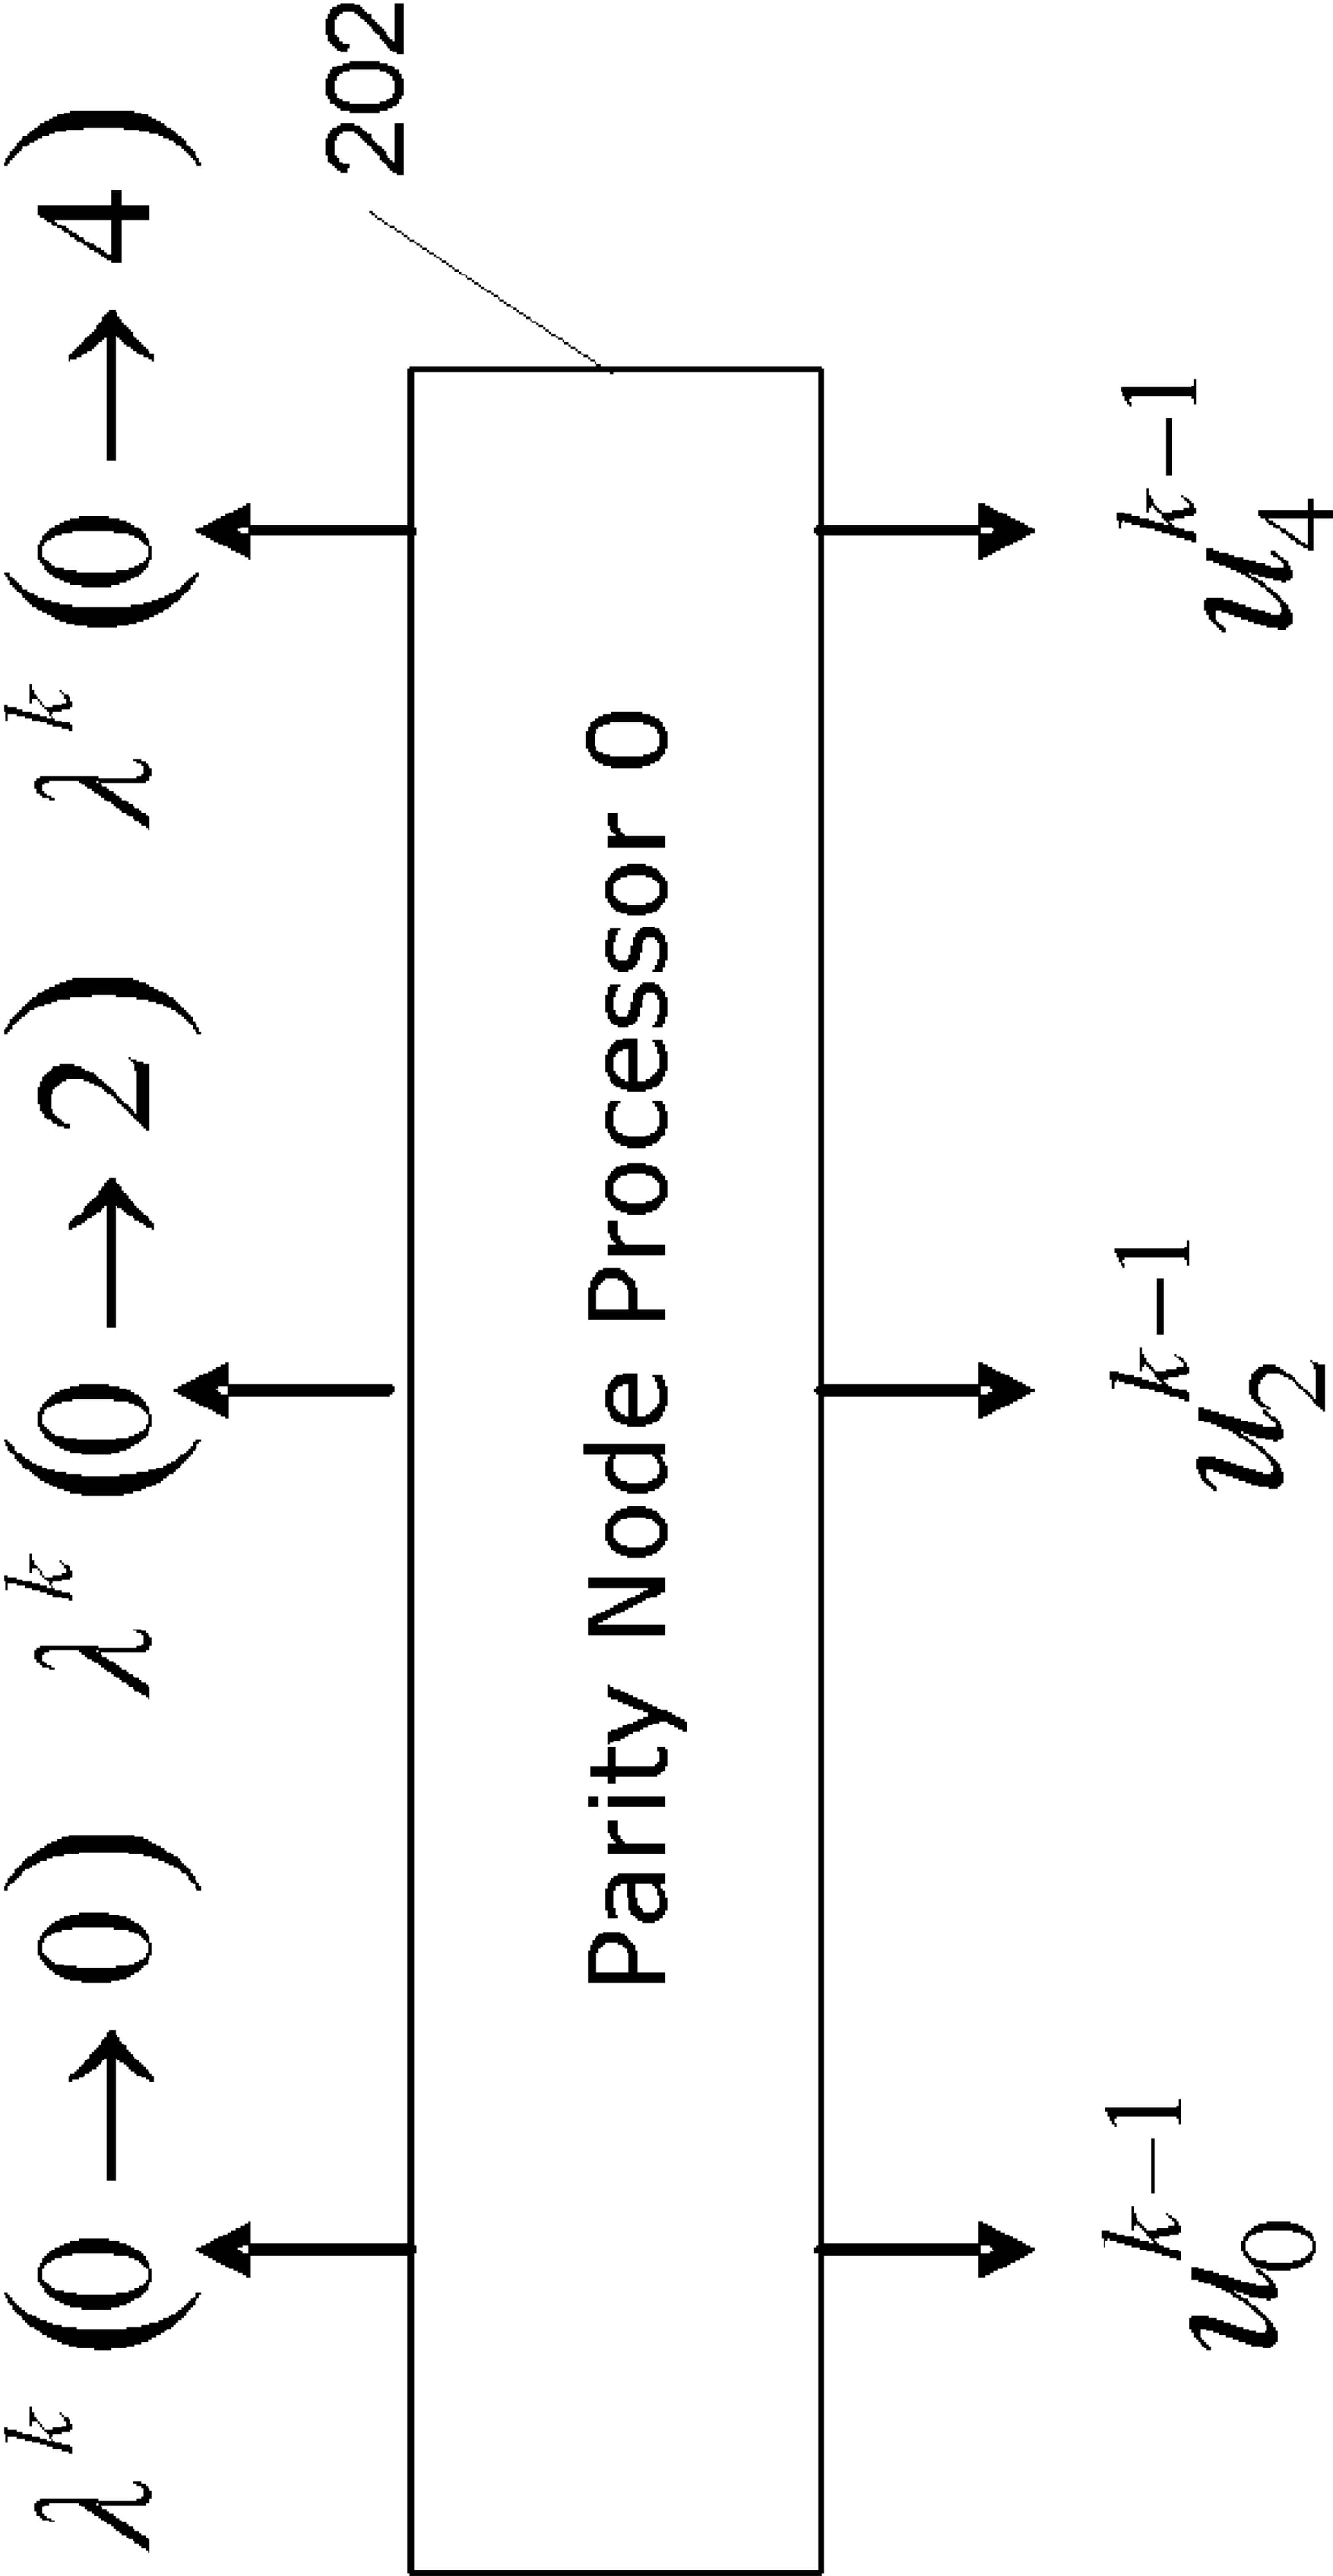 λ^k (0 → 0) λ^k (0 → 2) λ^k (0 → 4)
202
Parity Node Processor 0
u_0^{k−1} u_2^{k−1} u_4^{k−1}